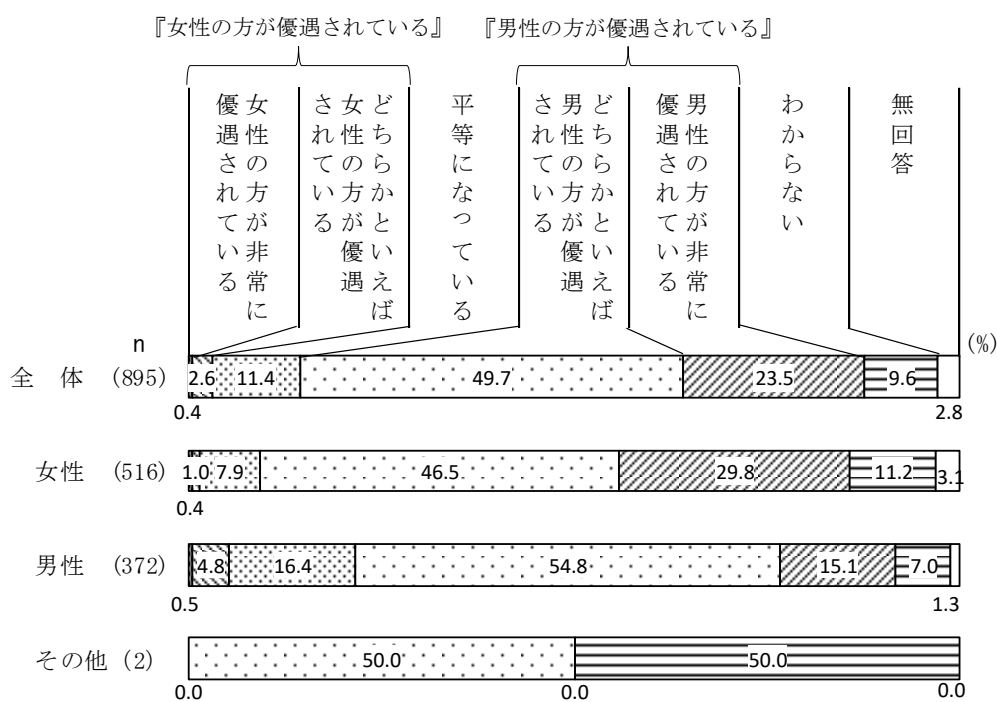 『女性の方が優遇されている』
『男性の方が優遇されている』
女性の方が非常に
優遇されている
どちらかといえば
女性の方が優遇
されている
平等になっている
どちらかといえば
男性の方が優遇
されている
男性の方が非常に
優遇されている
わからない
無回答
n
(%)
全 体 (895)
2.6 11.4 49.7 23.5 9.6
0.4 2.8
女性 (516)
1.0 7.9 46.5 29.8 11.2 3.1
0.4
男性 (372)
4.8 16.4 54.8 15.1 7.0
0.5 1.3
その他 (2)
50.0 50.0
0.0 0.0 0.0